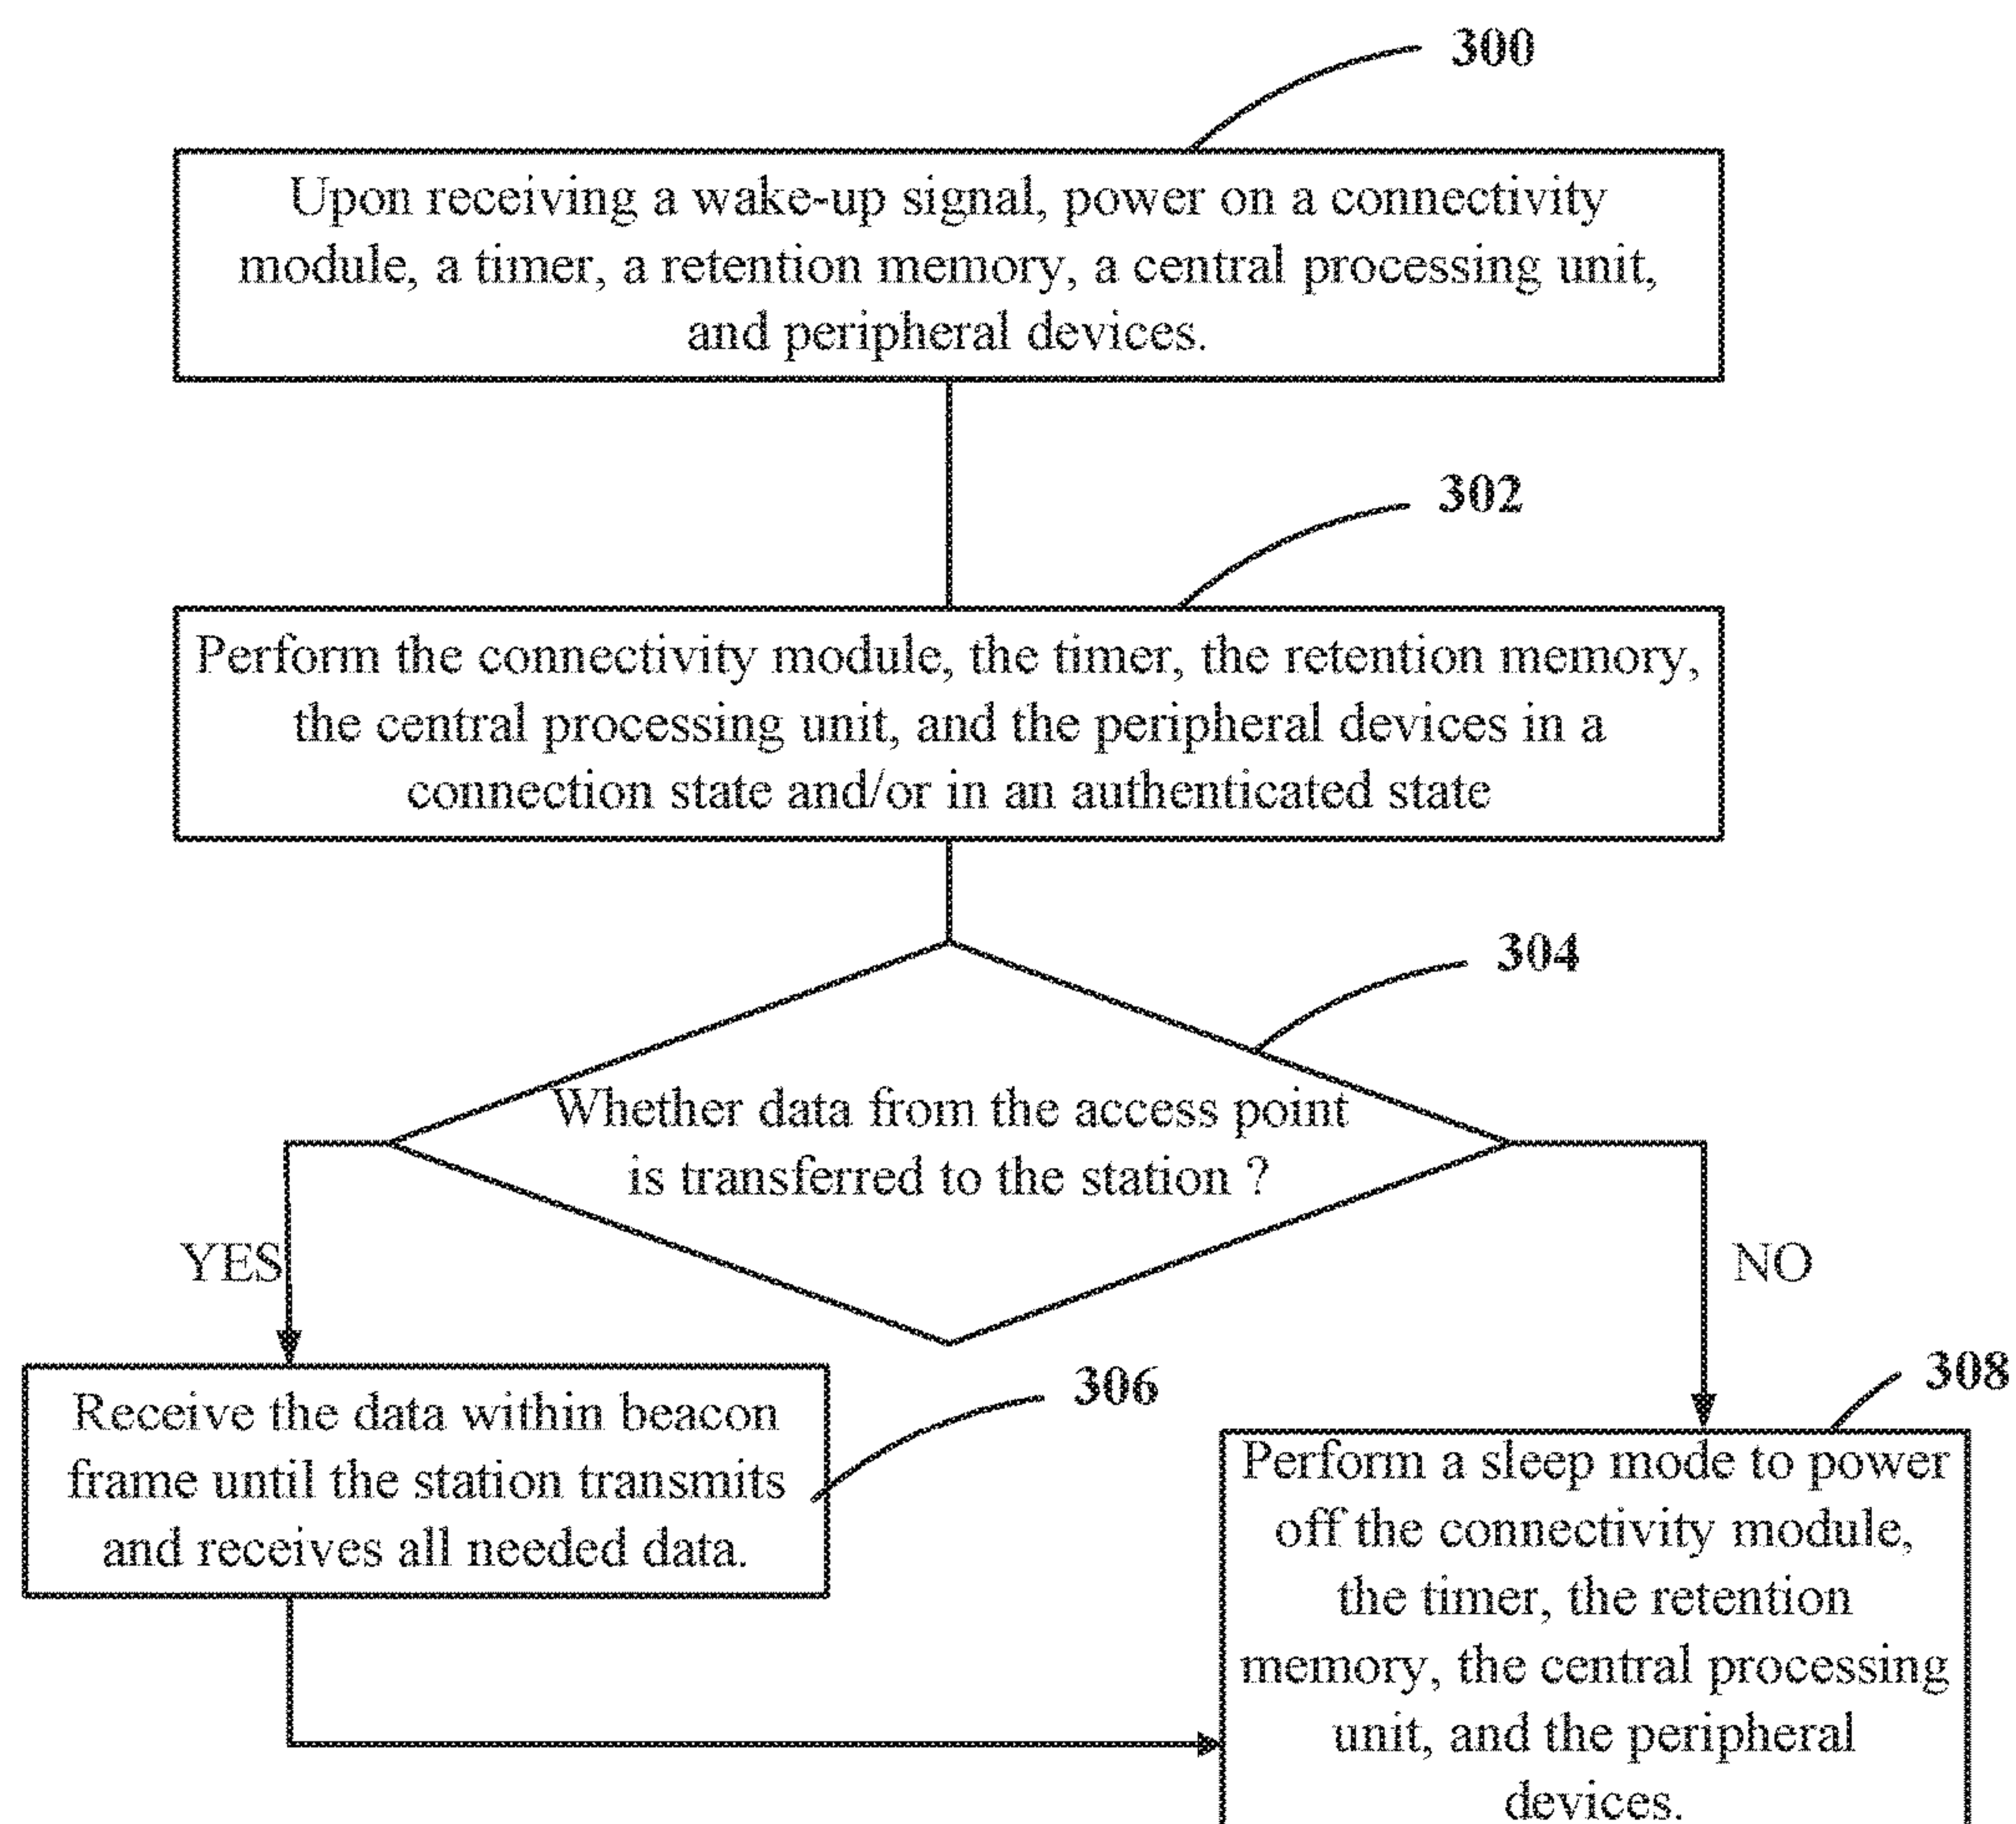 300
Upon receiving a wake-up signal, power on a connectivity
module, a timer, a retention memory, a central processing unit,
and peripheral devices.
302
Perform the connectivity module, the timer, the retention memory,
the central processing unit, and the peripheral devices in a
connection state and/or in an authenticated state
304
Whether data from the access point
is transferred to the station ?
YES
NO
306
Receive the data within beacon
frame until the station transmits
and receives all needed data.
308
Perform a sleep mode to power
off the connectivity module,
the timer, the retention
memory, the central processing
unit, and the peripheral
devices.